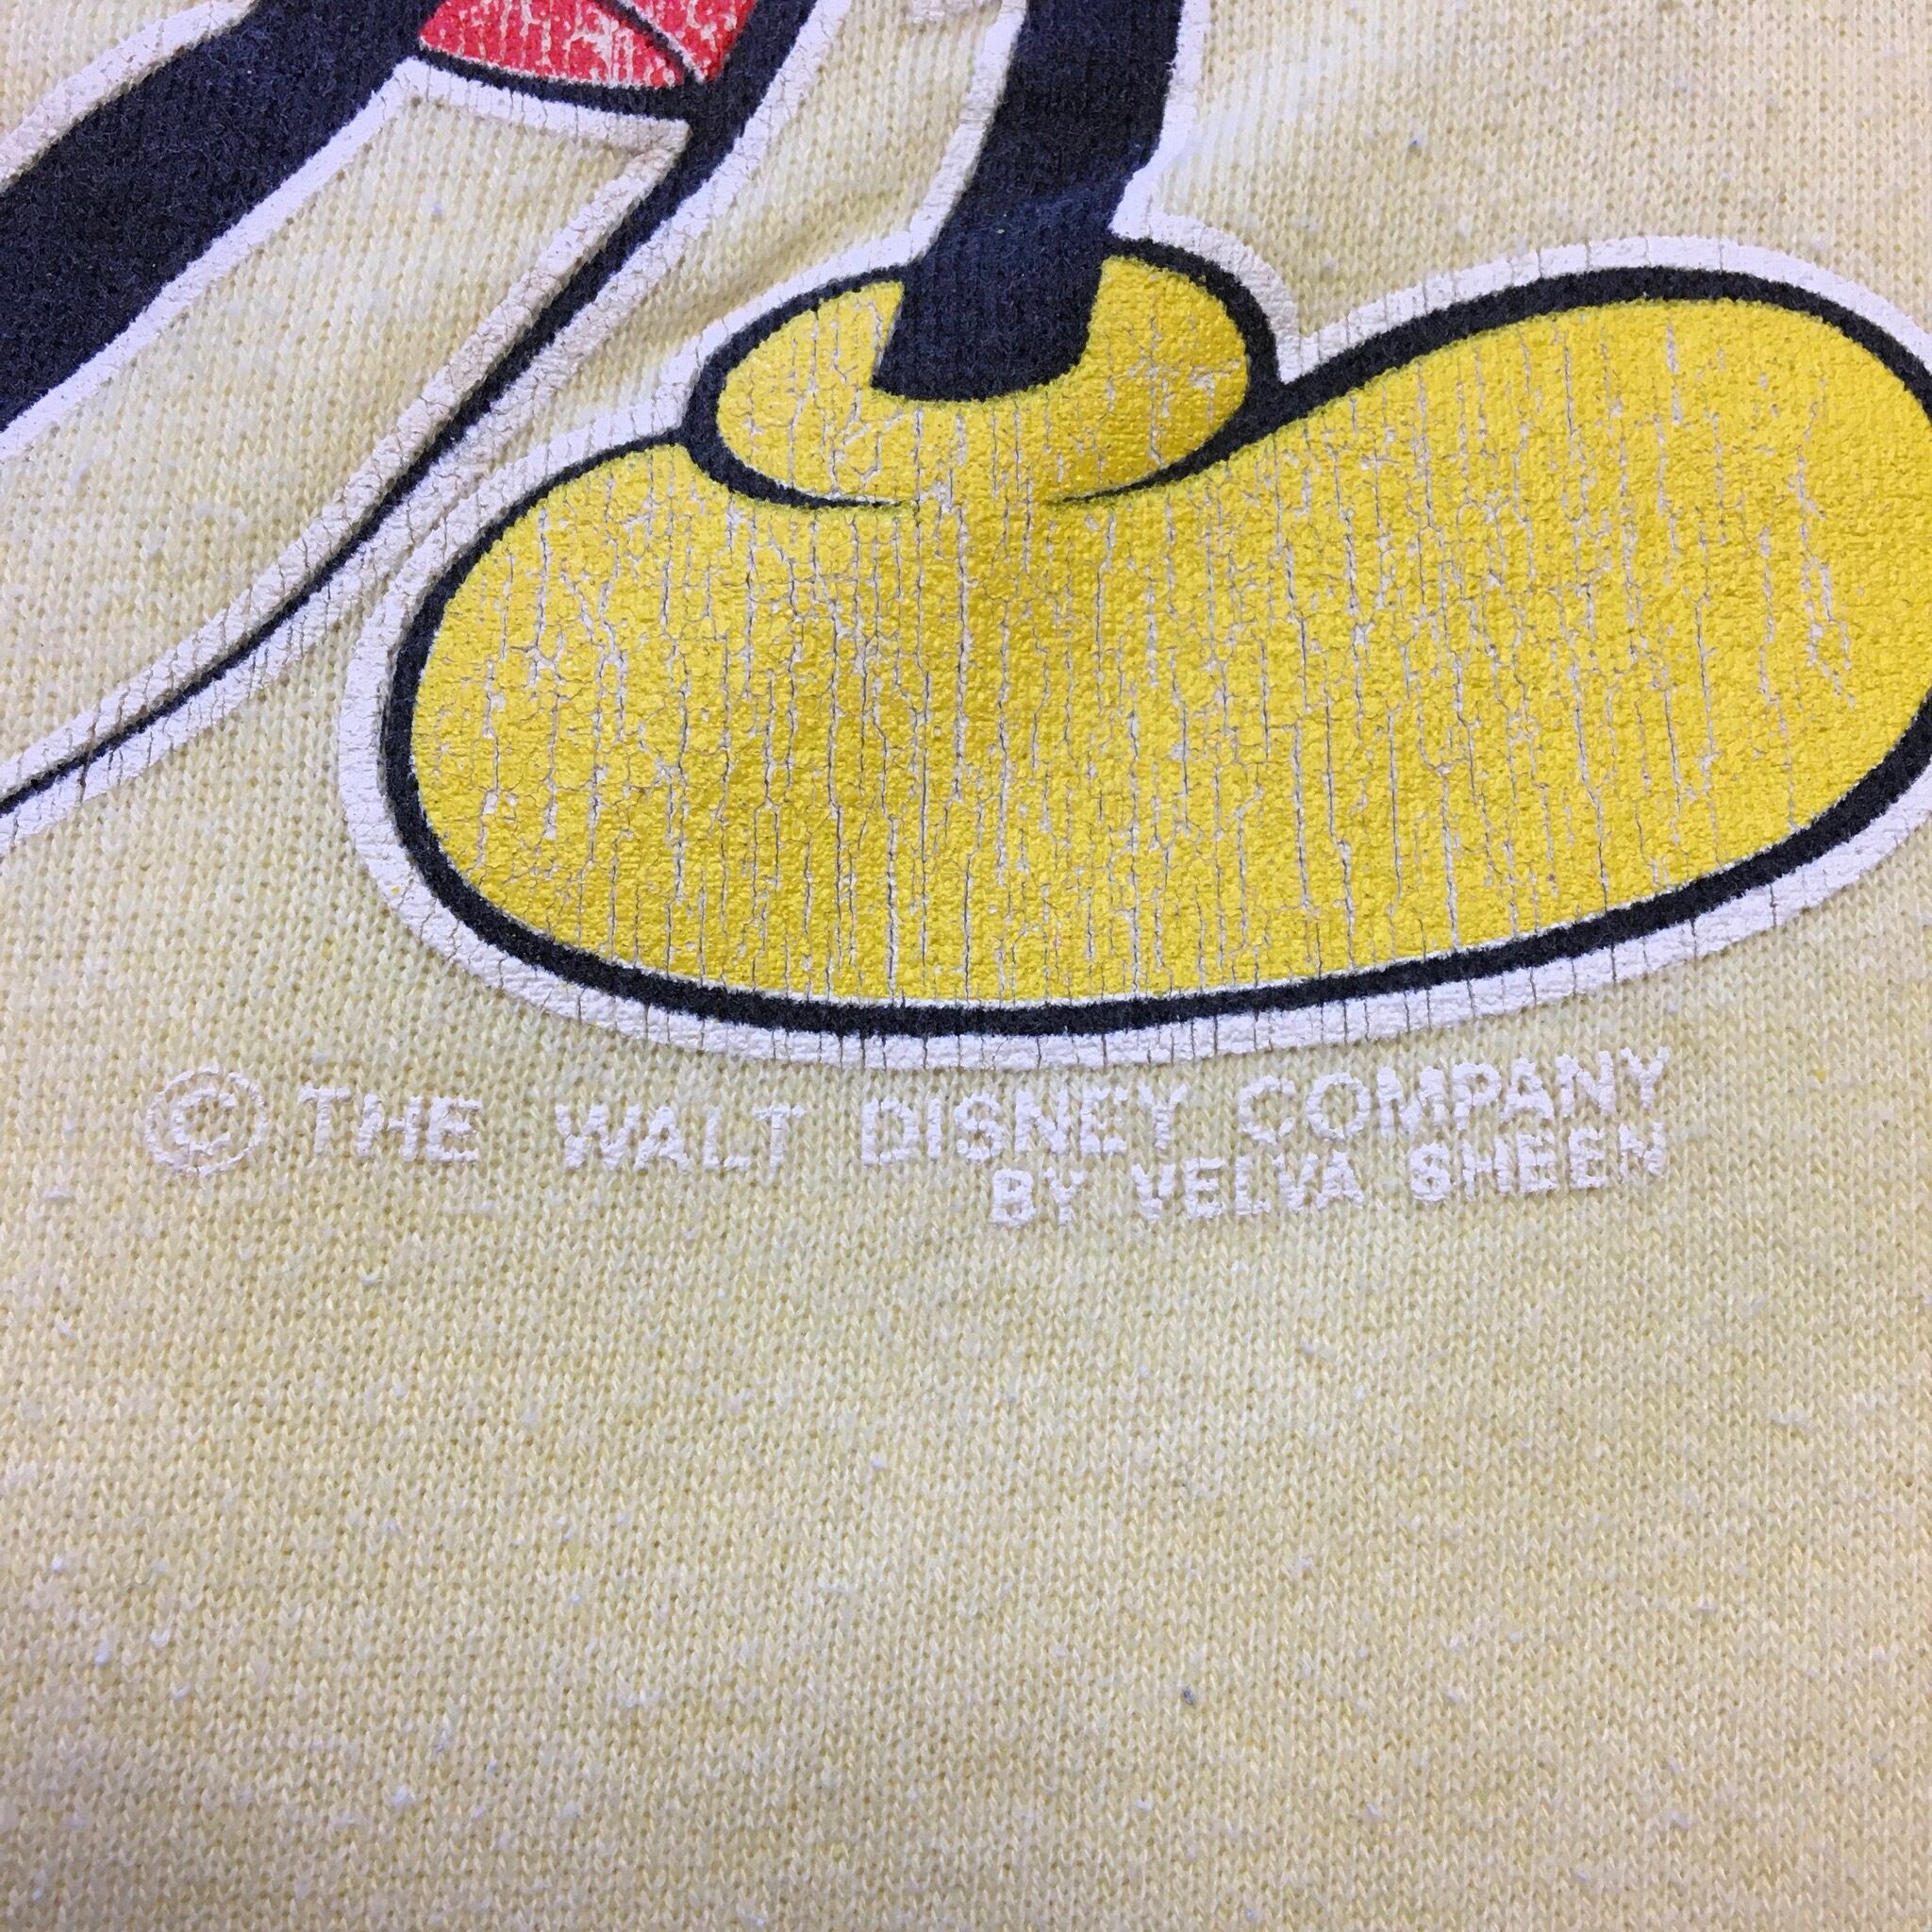 © THE WALT DISNEY COMPANY
BY VELVA SHEEN